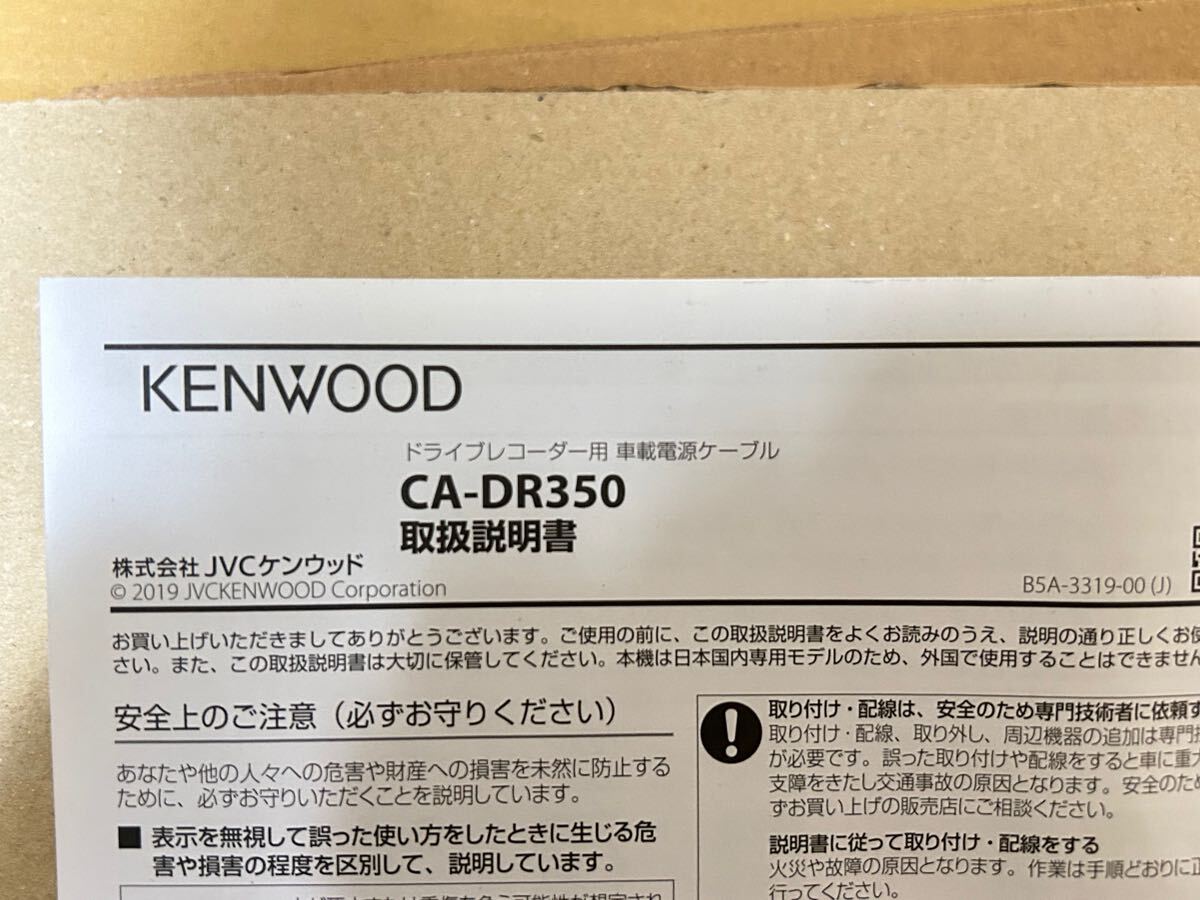 KENWOOD
ドライブレコーダー用 車載電源ケーブル
CA-DR350
取扱説明書
株式会社 JVCケンウッド
© 2019 JVCKENWOOD Corporation
B5A-3319-00 (J)
お買い上げいただきましてありがとうございます。ご使用の前に、この取扱説明書をよくお読みのうえ、説明の通り正しくお使
さい。また、この取扱説明書は大切に保管してください。本機は日本国内専用モデルのため、外国で使用することはできません
安全上のご注意（必ずお守りください）
あなたや他の人々への危害や財産への損害を未然に防止する
ために、必ずお守りいただくことを説明しています。
■ 表示を無視して誤った使い方をしたときに生じる危
害や損害の程度を区別して、説明しています。
取り付け・配線は、安全のため専門技術者に依頼す
取り付け・配線、取り外し、周辺機器の追加は専門技
が必要です。誤った取り付けや配線をすると車に重大
支障をきたし交通事故の原因となります。安全のため
ずお買い上げの販売店にご相談ください。
説明書に従って取り付け・配線をする
火災や故障の原因となります。作業は手順どおりに正
行ってください。